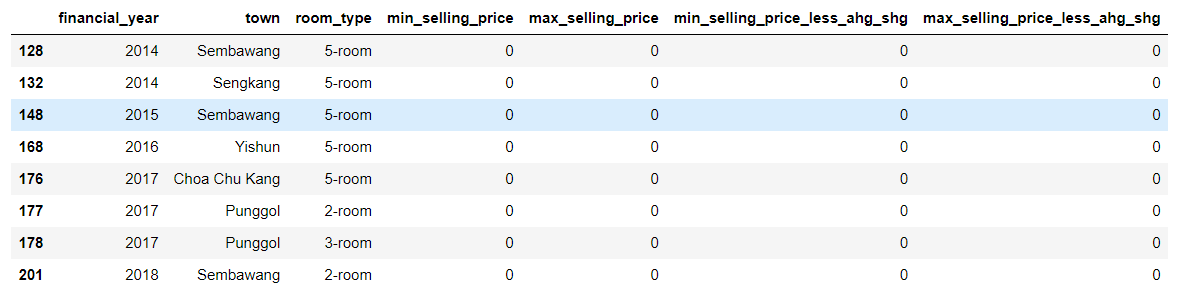 financial_year town room_type min_selling_price max_selling_price min_selling_price_less_ahg_shg max_selling_price_less_ahg_shg
128 2014 Sembawang 5-room 0 0 0 0
132 2014 Sengkang 5-room 0 0 0 0
148 2015 Sembawang 5-room 0 0 0 0
168 2016 Yishun 5-room 0 0 0 0
176 2017 Choa Chu Kang 5-room 0 0 0 0
177 2017 Punggol 2-room 0 0 0 0
178 2017 Punggol 3-room 0 0 0 0
201 2018 Sembawang 2-room 0 0 0 0